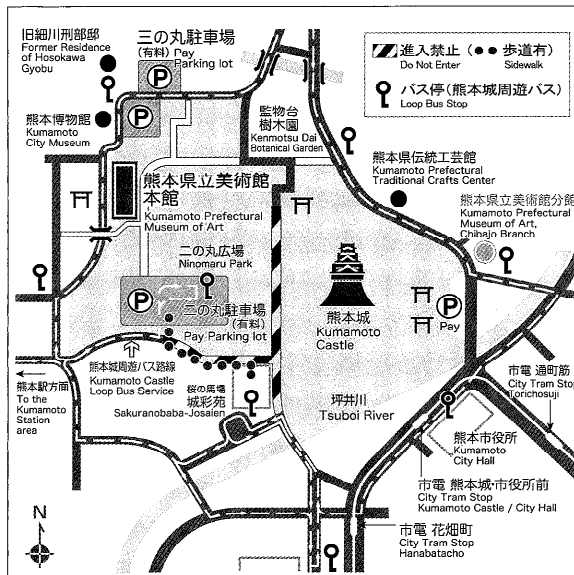 旧細川刑部邸
Former Residence
of Hosokawa
Gyobu
三の丸駐車場
(有料) Pay
Parking lot
P
P
進入禁止
Do Not Enter
(●●歩道有)
Sidewalk
バス停(熊本城周遊バス)
Loop Bus Stop
熊本博物館
Kumamoto
City Museum
監物台
樹木園
Kenmotsu Dai
Botanical Garden
熊本県伝統工芸館
Kumamoto Prefectural
Traditional Crafts Center
熊本県立美術館
本館
Kumamoto Prefectural
Museum of Art
熊本県立美術館分館
Kumamoto Prefectural
Museum of Art,
Chibajo Branch
二の丸広場
Ninomaru Park
P
二の丸駐車場
(有料)
Pay Parking lot
熊本城
Kumamoto
Castle
P
Pay
熊本城周遊バス路線
Kumamoto Castle
Loop Bus Service
熊本駅方面
To the
Kumamoto
Station
area
桜の馬場
城彩苑
Sakuranobaba-Josaien
坪井川
Tsuboi River
市電 通町筋
City Tram Stop
Torichosuji
熊本市役所
Kumamoto
City Hall
市電 熊本城・市役所前
City Tram Stop
Kumamoto Castle / City Hall
市電 花畑町
City Tram Stop
Hanabatacho
N